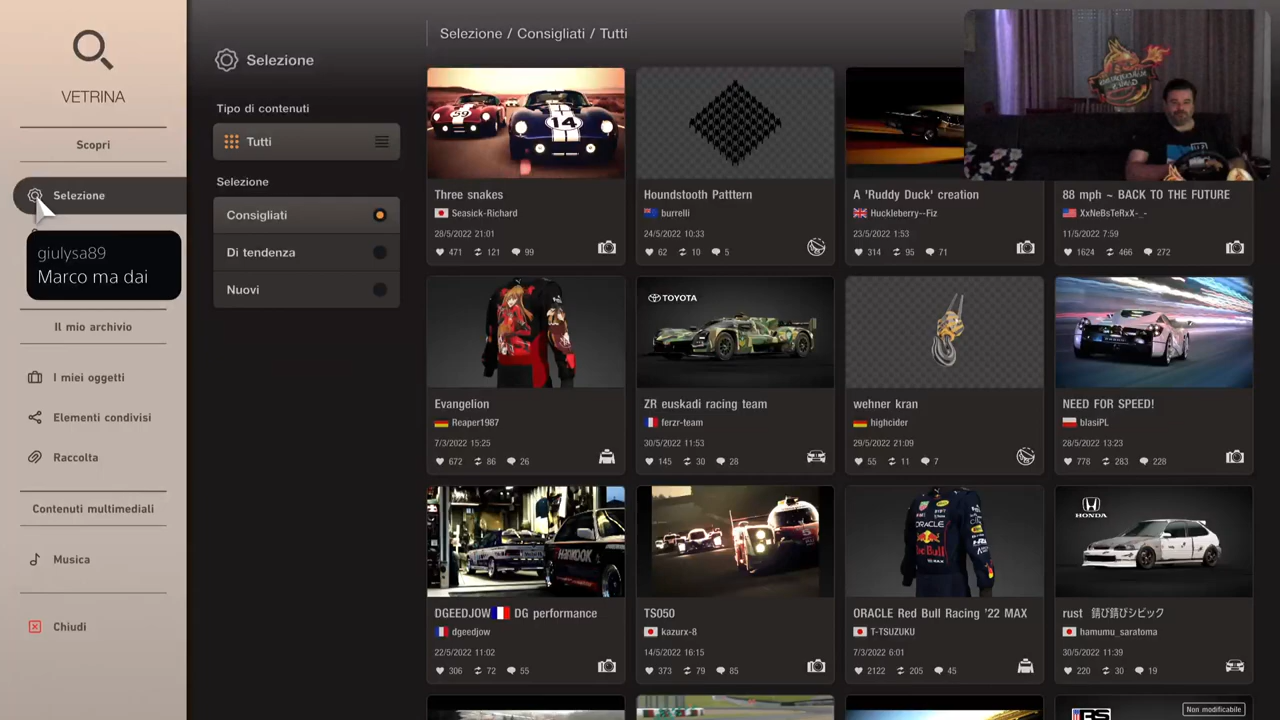 VETRINA
Scopri
Selezione
giulysa89
Marco ma dai
Il mio archivio
I miei oggetti
Elementi condivisi
Raccolta
Contenuti multimediali
Musica
Chiudi
Selezione
Tipo di contenuti
Tutti
Selezione
Consigliati
Di tendenza
Nuovi
Selezione / Consigliati / Tutti
14
Three snakes
Seasick-Richard
28/5/2022 21:01
471 121 99
Houndstooth Patttern
burrelli
24/5/2022 10:33
62 10 5
A 'Ruddy Duck' creation
Huckleberry--Fiz
23/5/2022 1:53
314 95 71
88 mph ~ BACK TO THE FUTURE
XxNeBsTeRxX-_-
11/5/2022 7:59
1624 466 272
Evangelion
Reaper1987
7/3/2022 15:25
672 86 26
TOYOTA
ZR euskadi racing team
ferzr-team
30/5/2022 11:53
145 30 28
wehner kran
highcider
29/5/2022 21:09
55 11 7
NEED FOR SPEED!
blasiPL
28/5/2022 13:23
778 283 228
HANKOOK
DGEEDJOW DG performance
dgeedjow
22/5/2022 11:02
306 72 55
TS050
kazurx-8
14/5/2022 16:15
373 79 85
ORACLE
Red Bull
ORACLE Red Bull Racing '22 MAX
T-TSUZUKU
7/3/2022 6:01
2122 205 45
HONDA
rust 錆び錆びシビック
hamumu_saratoma
30/5/2022 11:39
220 30 19
BS
Non modificabile